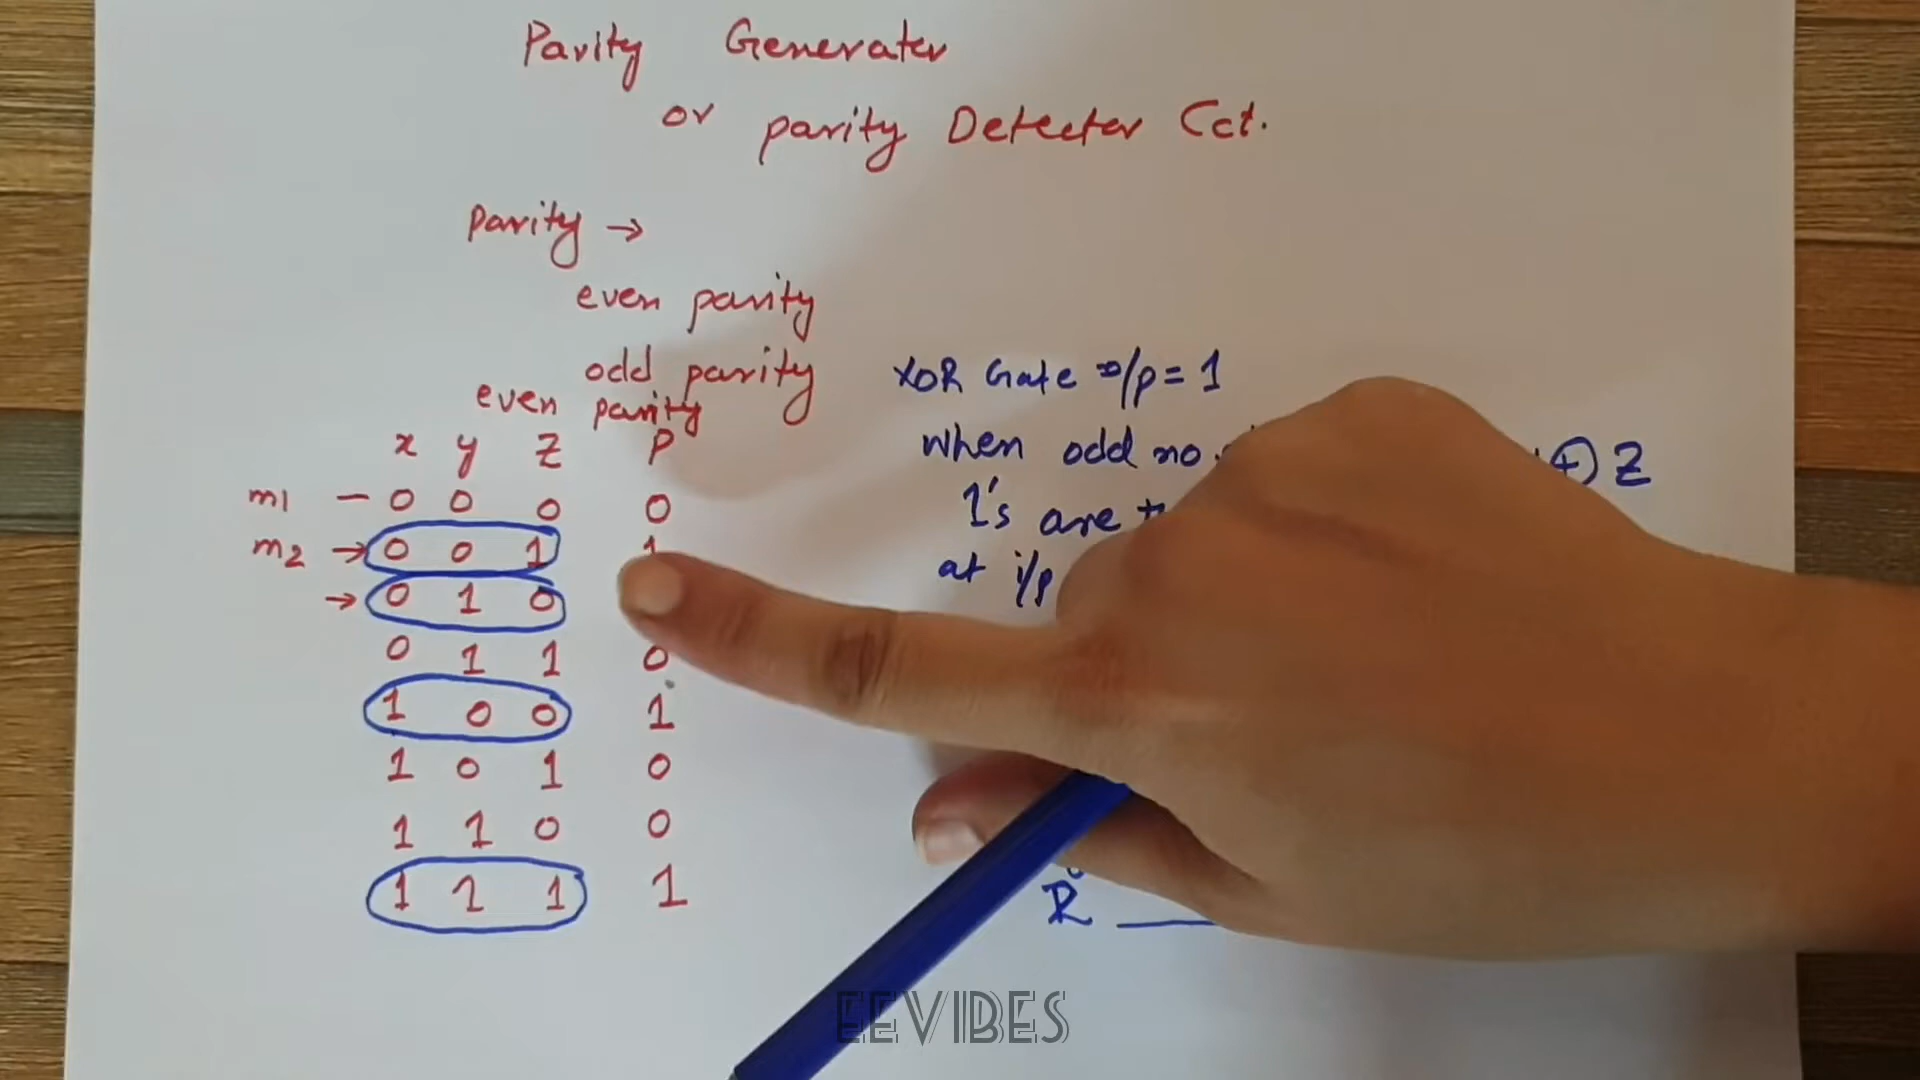 Parity Generater
or parity Detecter Cct.
Parity →
even parity
odd parity
even parity
x y z P
m1 — 0 0 0 0
m2 → 0 0 1 1
→ 0 1 0
0 1 1 0
1 0 0 1
1 0 1 0
1 1 0 0
1 1 1 1
XOR Gate o/p = 1
when odd no.
1's are
at i/p
⊕ Z
EEVIBES